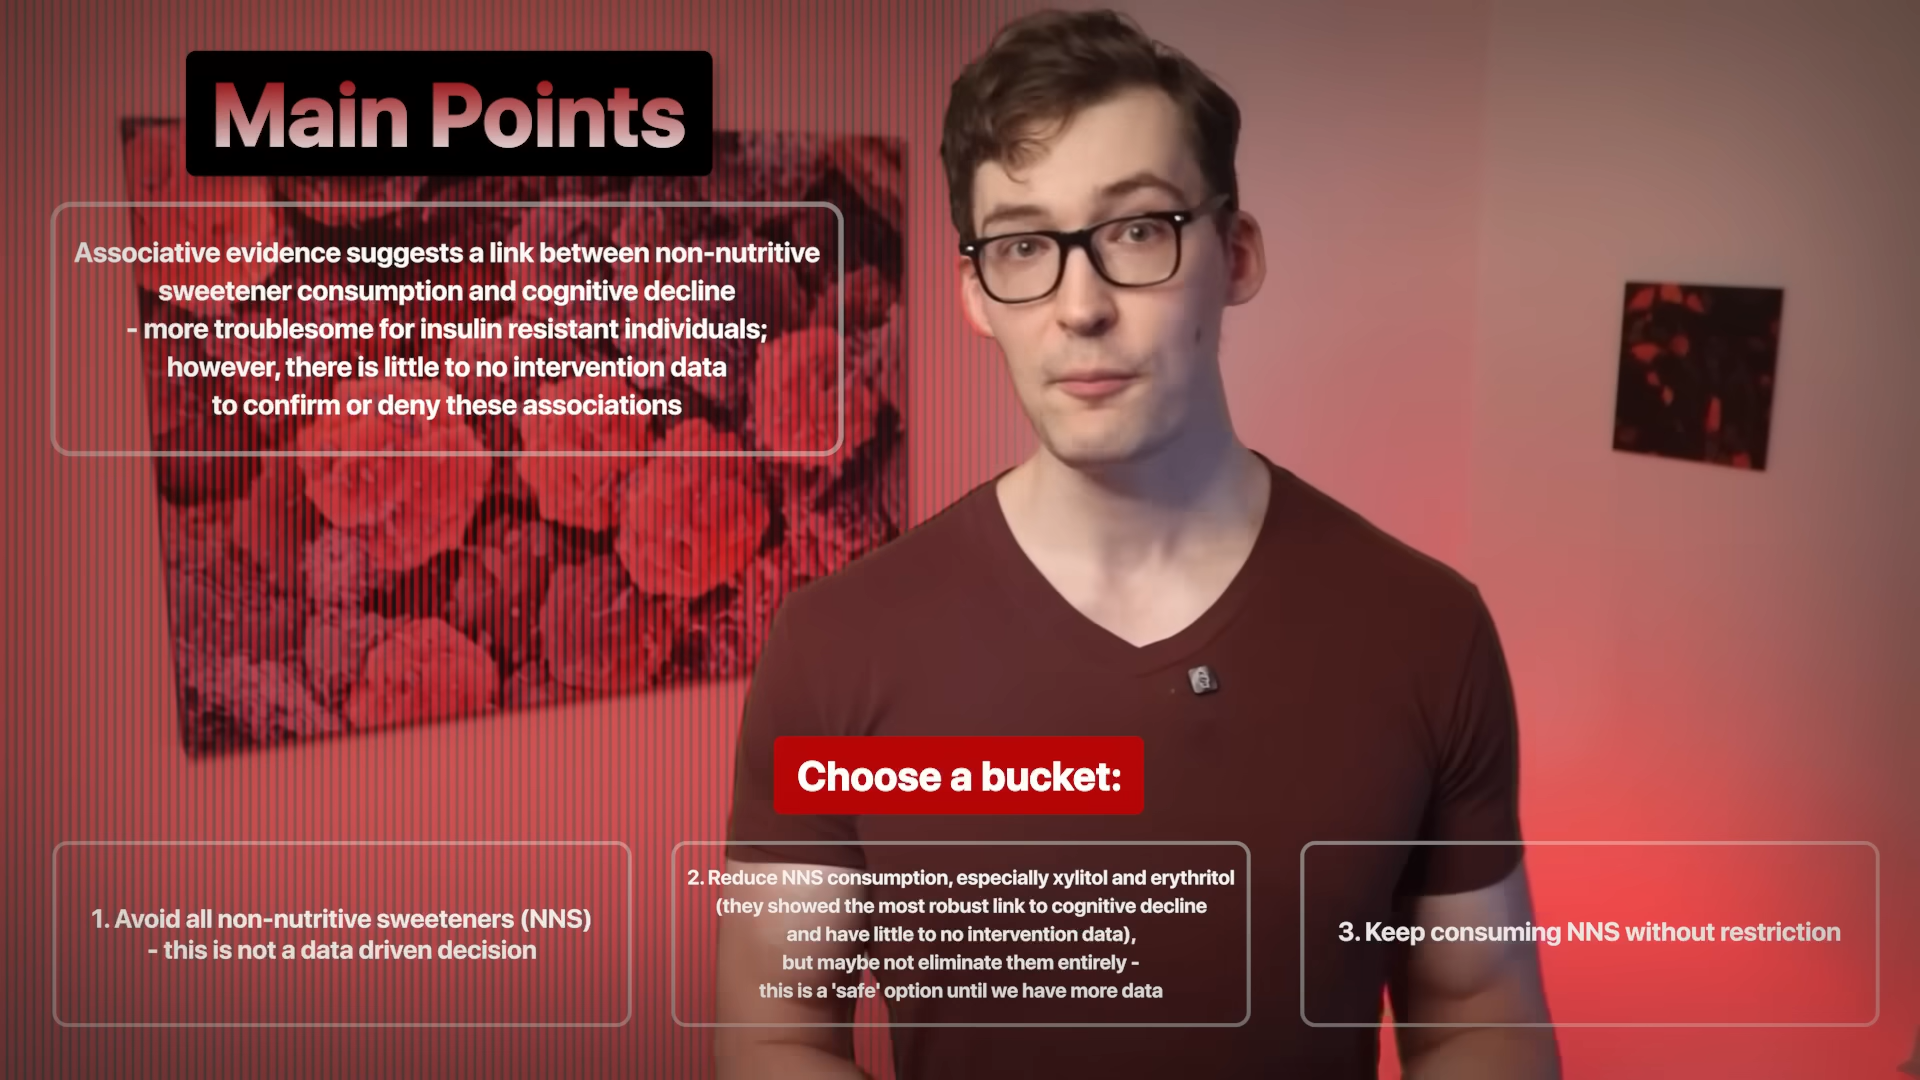 Main Points
Associative evidence suggests a link between non-nutritive
sweetener consumption and cognitive decline
- more troublesome for insulin resistant individuals;
however, there is little to no intervention data
to confirm or deny these associations
Choose a bucket:
1. Avoid all non-nutritive sweeteners (NNS)
- this is not a data driven decision
2. Reduce NNS consumption, especially xylitol and erythritol
(they showed the most robust link to cognitive decline
and have little to no intervention data),
but maybe not eliminate them entirely -
this is a 'safe' option until we have more data
3. Keep consuming NNS without restriction